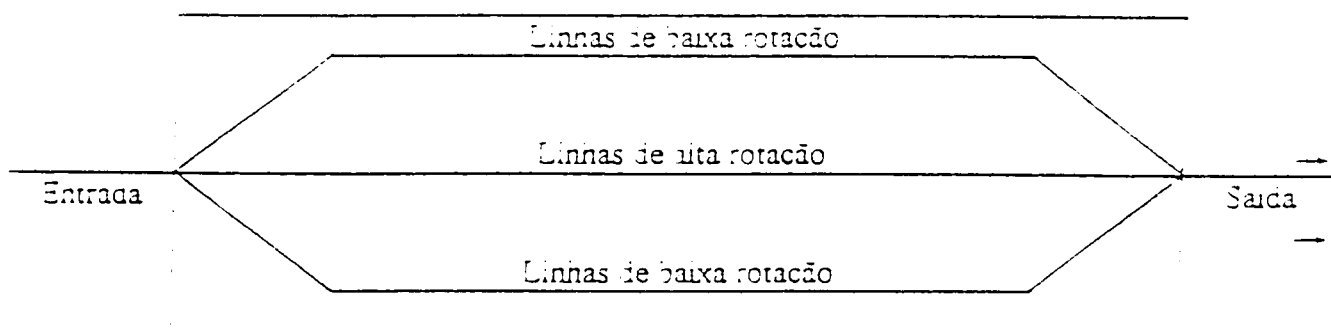 Linhas de baixa rotação
Linhas de alta rotação
Entrada
Saída
Linhas de baixa rotação